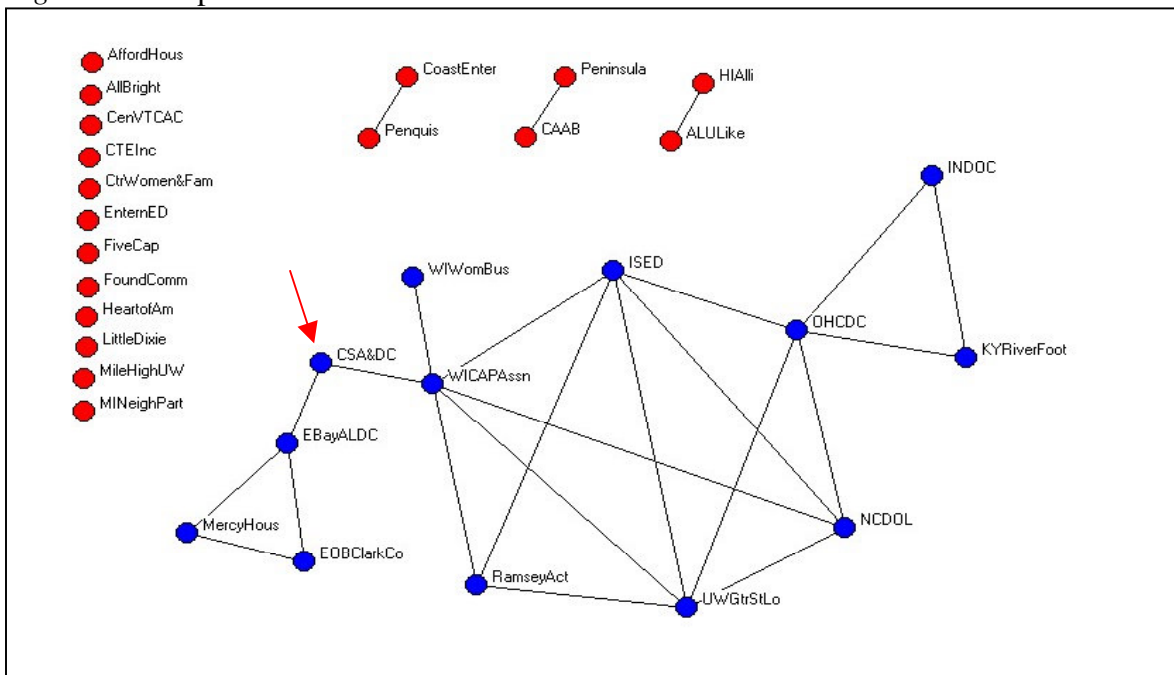 AffordHous
AllBright
CenVTCAC
CTEInc
CtrWomen&Fam
EnternED
FiveCap
FoundComm
HeartofAm
LittleDixie
MileHighUW
MINeighPart
CoastEnter
Penquis
Peninsula
CAAB
HIAlli
ALULike
INDOC
WIWomBus
ISED
OHCDC
KYRiverFoot
CSA&DC
WICAPAssn
EBayALDC
MercyHous
EOBClarkCo
RamseyAct
NCDOL
UWGtrStLo